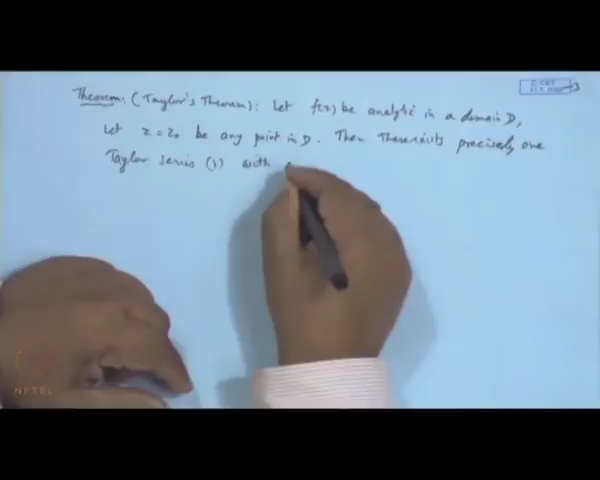 Theorem: (Taylor's Theorem): Let f(z) be analytic in a domain D,
Let z = z0 be any point in D. Then There exists precisely one
Taylor series (1) with
NPTEL